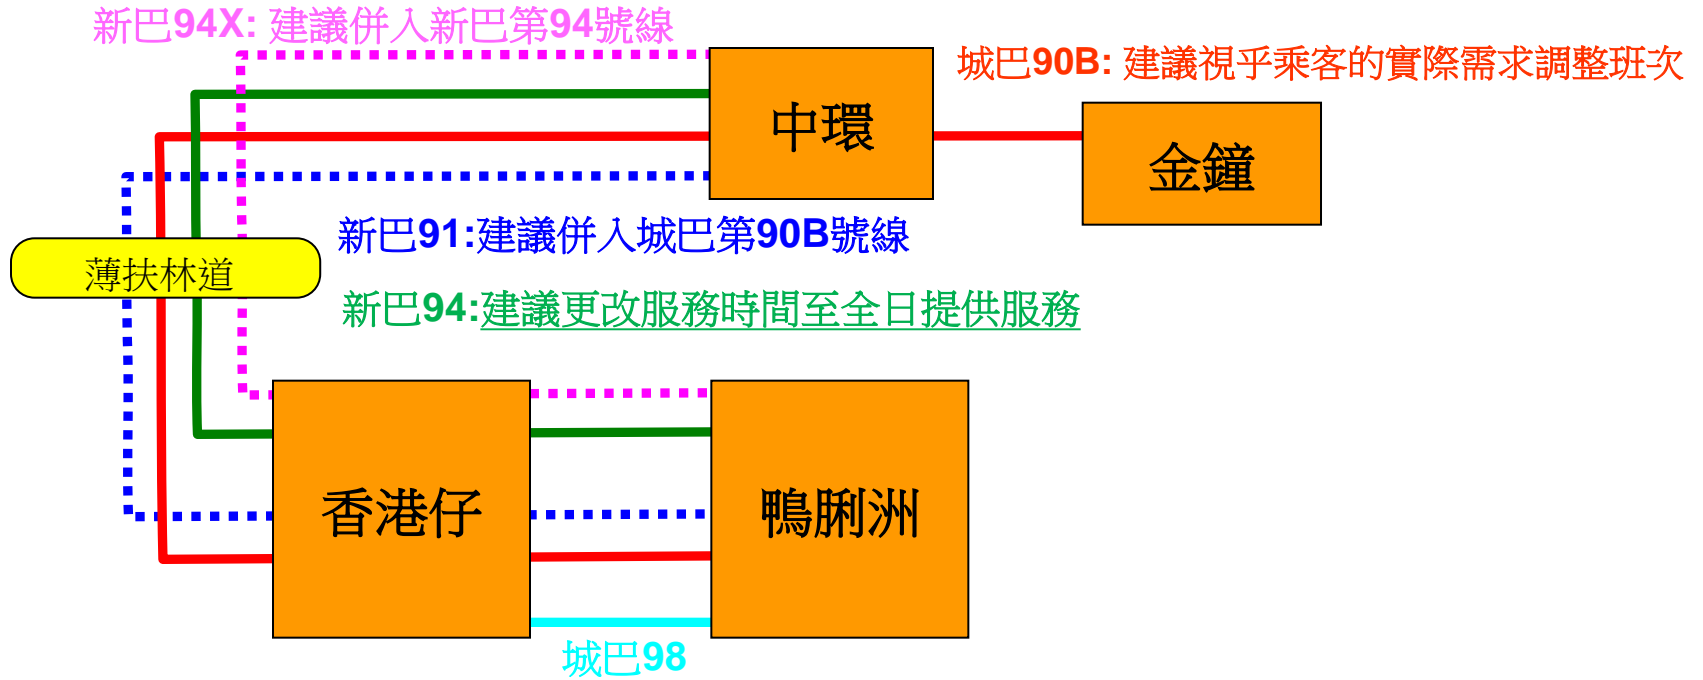 新巴94X: 建議併入新巴第94號線
城巴90B: 建議視乎乘客的實際需求調整班次
中環
金鐘
新巴91:建議併入城巴第90B號線
薄扶林道
新巴94:建議更改服務時間至全日提供服務
香港仔
鴨脷洲
城巴98